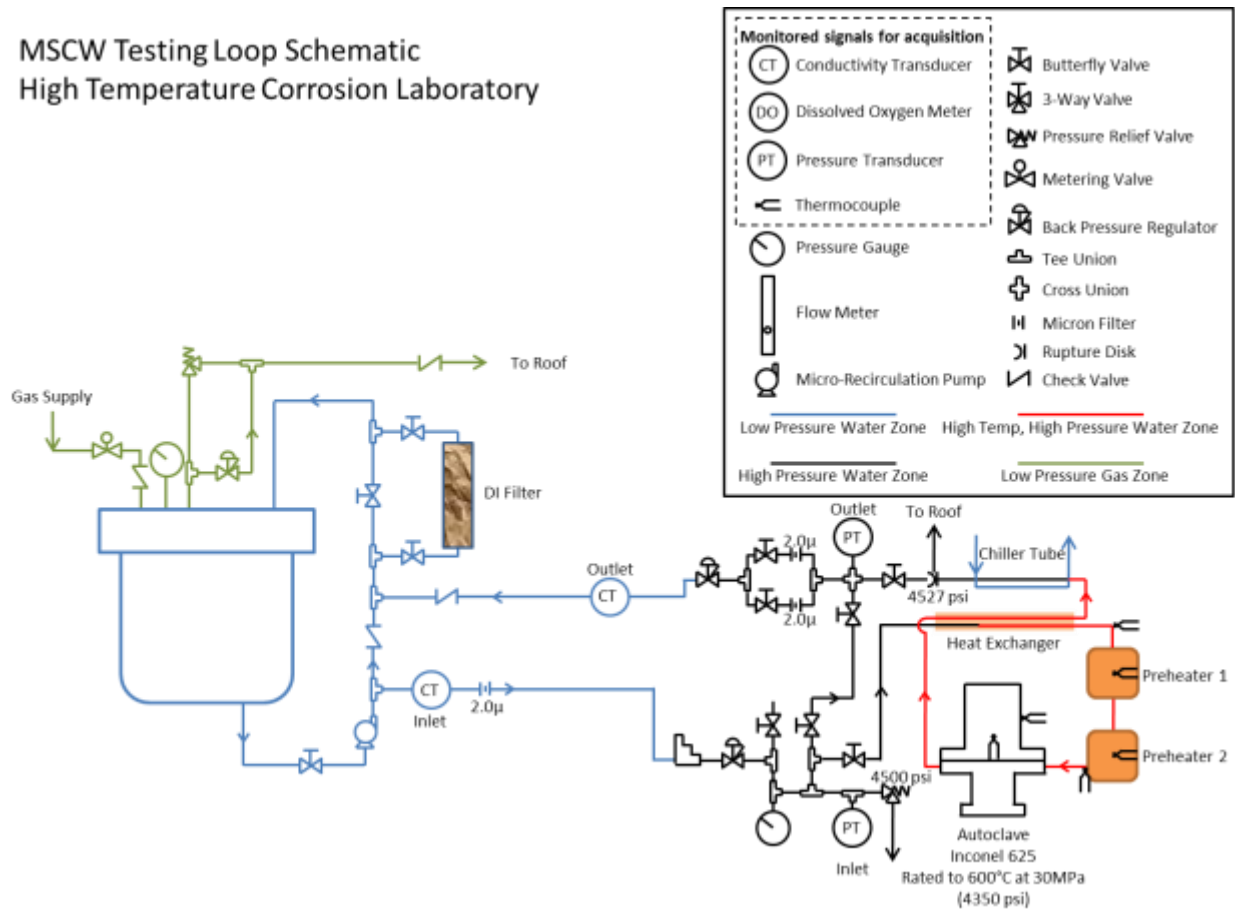 MSCW Testing Loop Schematic
High Temperature Corrosion Laboratory
Monitored signals for acquisition
CT Conductivity Transducer
DO Dissolved Oxygen Meter
PT Pressure Transducer
Thermocouple
Pressure Gauge
Flow Meter
Micro-Recirculation Pump
Butterfly Valve
3-Way Valve
Pressure Relief Valve
Metering Valve
Back Pressure Regulator
Tee Union
Cross Union
Micron Filter
Rupture Disk
Check Valve
Low Pressure Water Zone
High Temp, High Pressure Water Zone
High Pressure Water Zone
Low Pressure Gas Zone
To Roof
Gas Supply
DI Filter
Outlet
CT
CT
Inlet
2.0μ
Outlet
PT
2.0μ
2.0μ
To Roof
4527 psi
Chiller Tube
Heat Exchanger
Preheater 1
Preheater 2
4500 psi
PT
Inlet
Autoclave
Inconel 625
Rated to 600°C at 30MPa
(4350 psi)